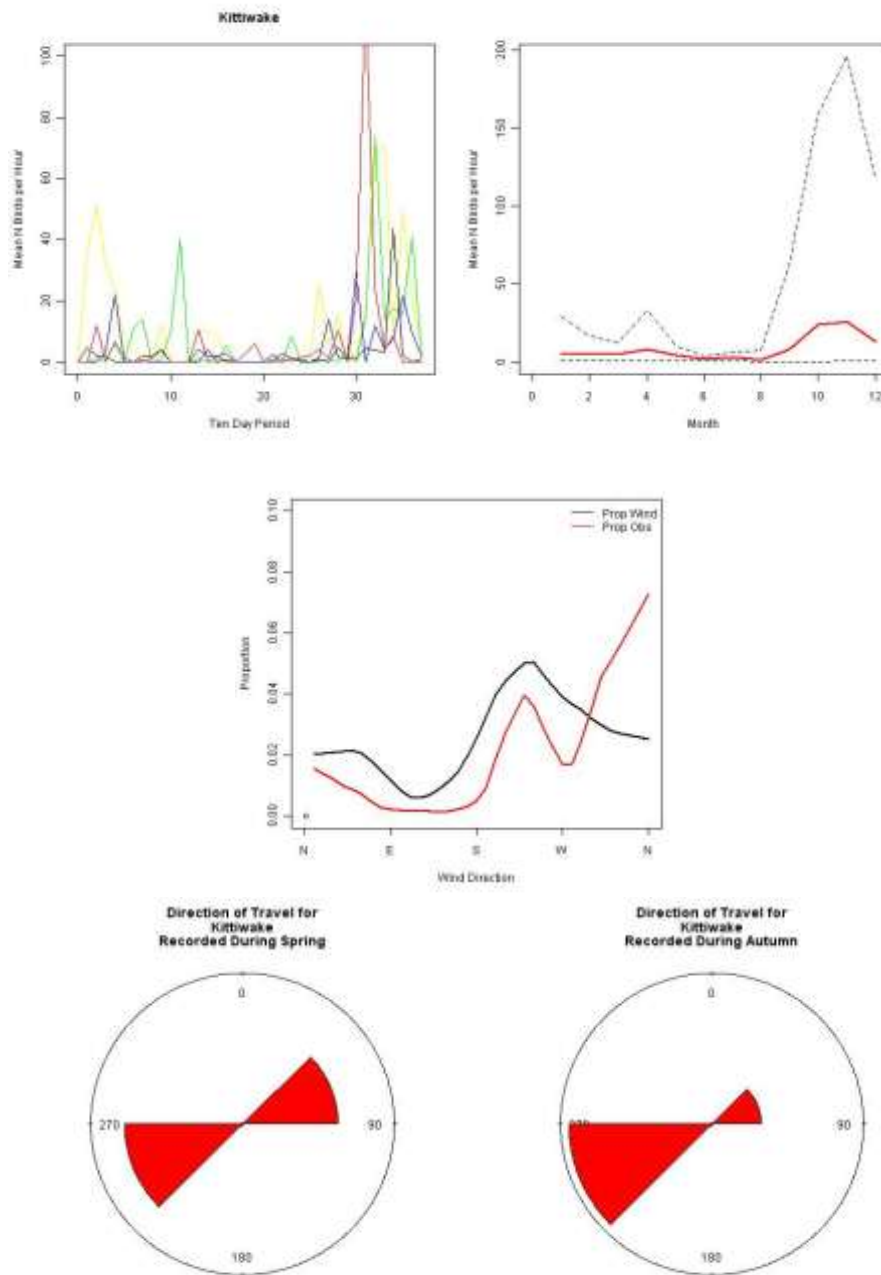 Kittiwake
100
80
60
40
20
0
Mean N Birds per Hour
0 10 20 30
Ten Day Period
200
150
100
50
0
Mean N Birds per Hour
0 2 4 6 8 10 12
Month
0.10
0.08
0.06
0.04
0.02
0.00
Proportion
Prop Wind
Prop Obs
N E S W N
Wind Direction
Direction of Travel for
Kittiwake
Recorded During Spring
0
270 90
180
Direction of Travel for
Kittiwake
Recorded During Autumn
0
270 90
180